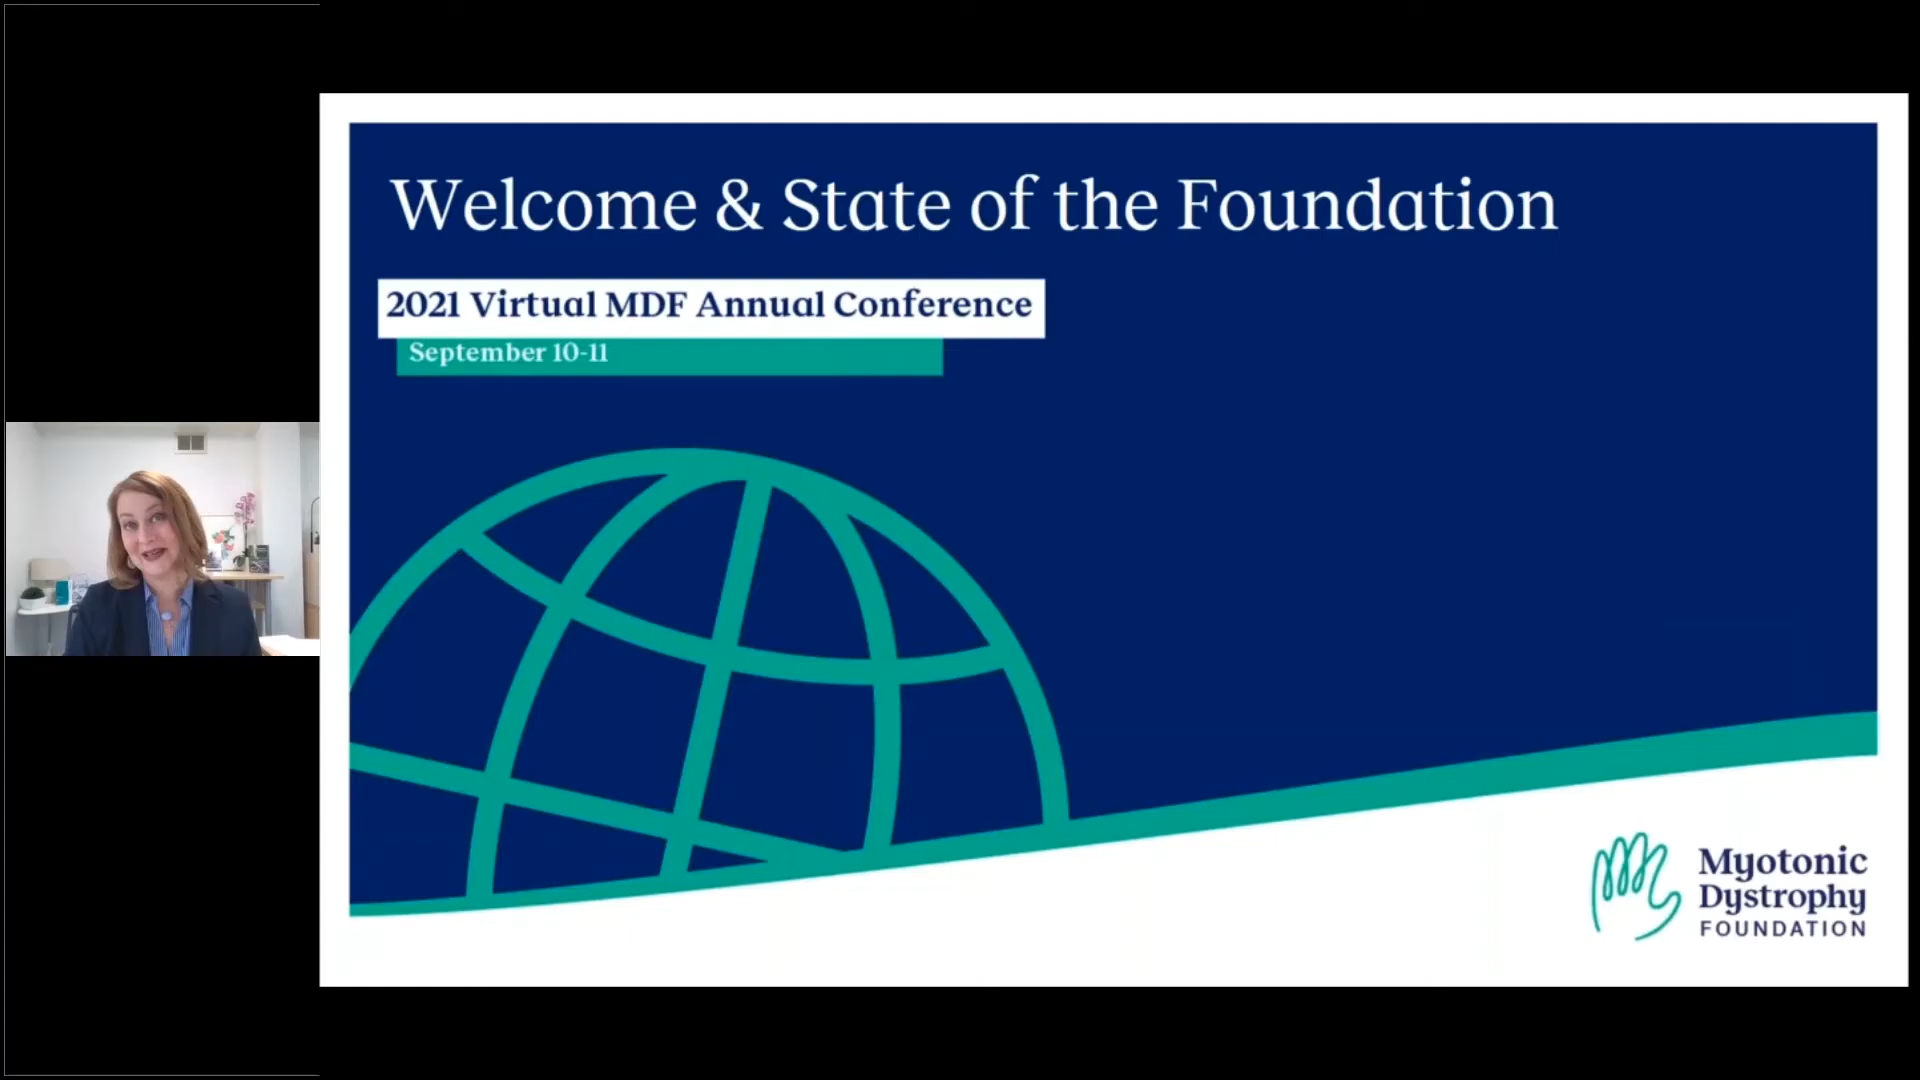 Welcome & State of the Foundation
2021 Virtual MDF Annual Conference
September 10-11
Myotonic
Dystrophy
FOUNDATION